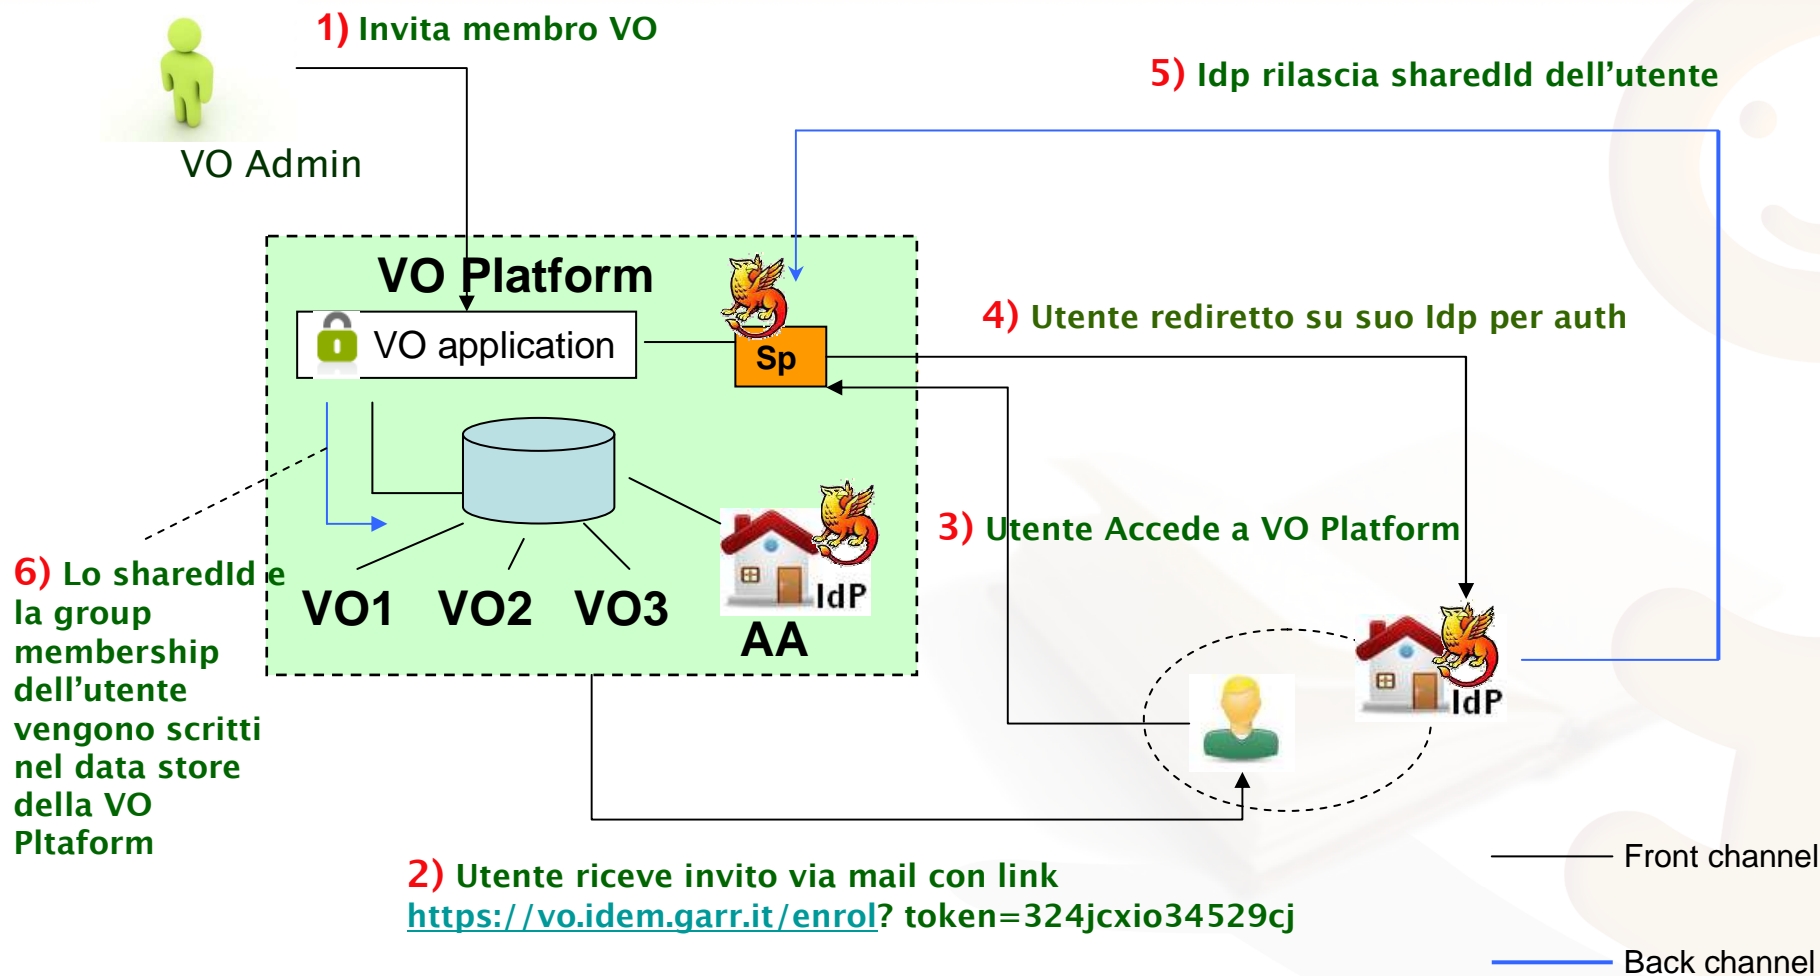 1) Invita membro VO
5) Idp rilascia sharedId dell’utente
VO Admin
VO Platform
4) Utente rediretto su suo Idp per auth
VO application
Sp
3) Utente Accede a VO Platform
6) Lo sharedId e
la group
membership
dell’utente
vengono scritti
nel data store
della VO
Pltaform
VO1 VO2 VO3
IdP
AA
IdP
2) Utente riceve invito via mail con link
https://vo.idem.garr.it/enrol? token=324jcxio34529cj
Front channel
Back channel